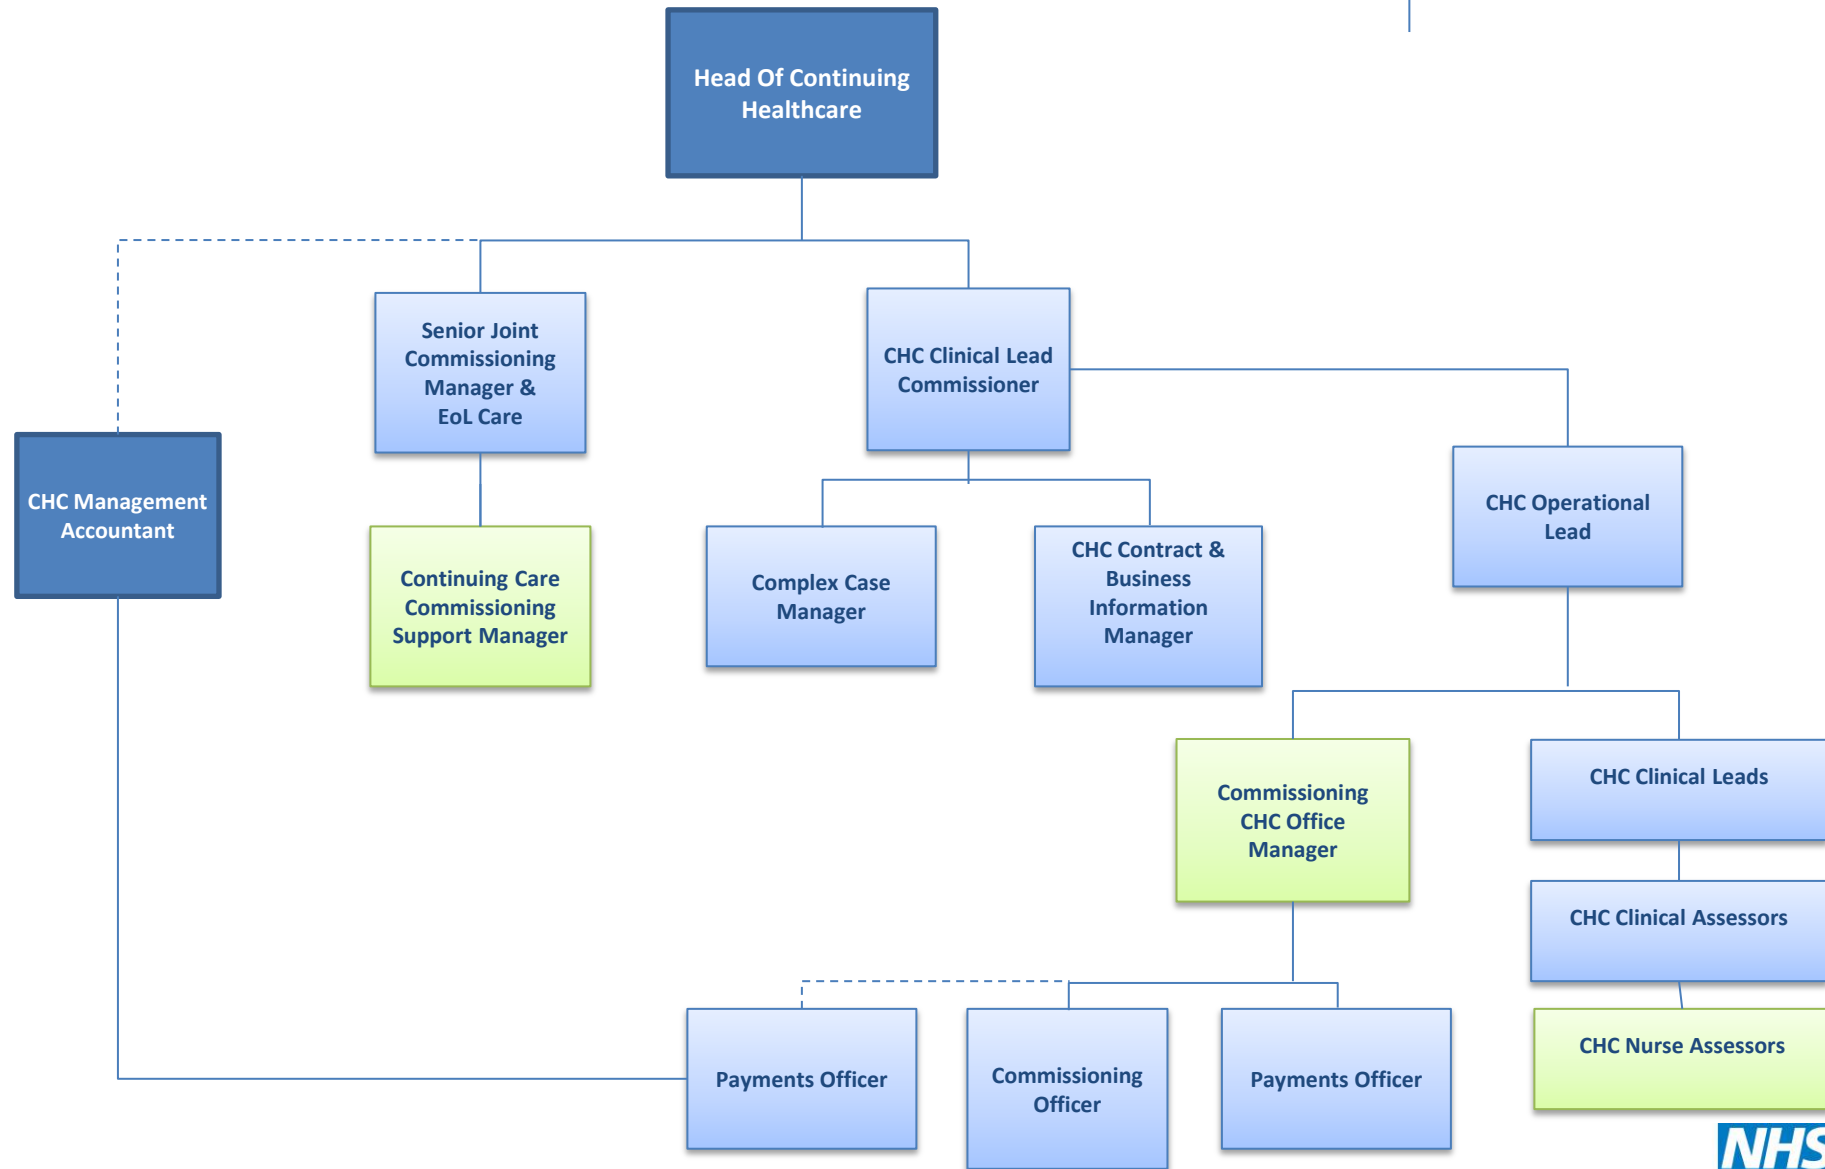 Head Of Continuing
Healthcare
Senior Joint
Commissioning
Manager &
EoL Care
CHC Clinical Lead
Commissioner
CHC Management
Accountant
CHC Operational
Lead
Continuing Care
Commissioning
Support Manager
Complex Case
Manager
CHC Contract &
Business
Information
Manager
Commissioning
CHC Office
Manager
CHC Clinical Leads
CHC Clinical Assessors
CHC Nurse Assessors
Payments Officer
Commissioning
Officer
Payments Officer
NHS